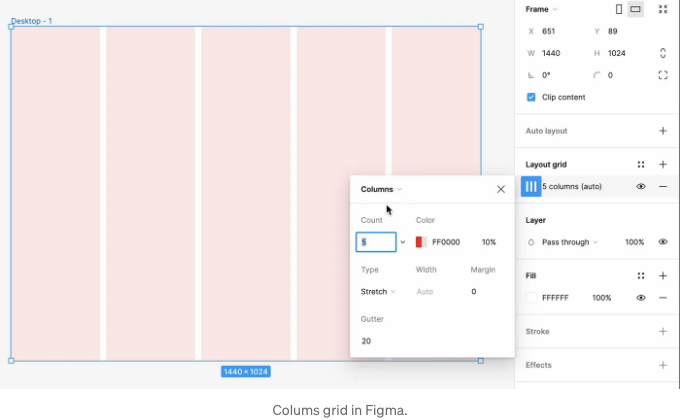 Desktop - 1
1440 × 1024
Columns
Count
Color
5
FF0000
10%
Type
Width
Margin
Stretch
Auto
0
Gutter
20
Frame
X
651
Y
89
W
1440
H
1024
0°
0
Clip content
Auto layout
Layout grid
5 columns (auto)
Layer
Pass through
100%
Fill
FFFFFF
100%
Stroke
Effects
Colums grid in Figma.